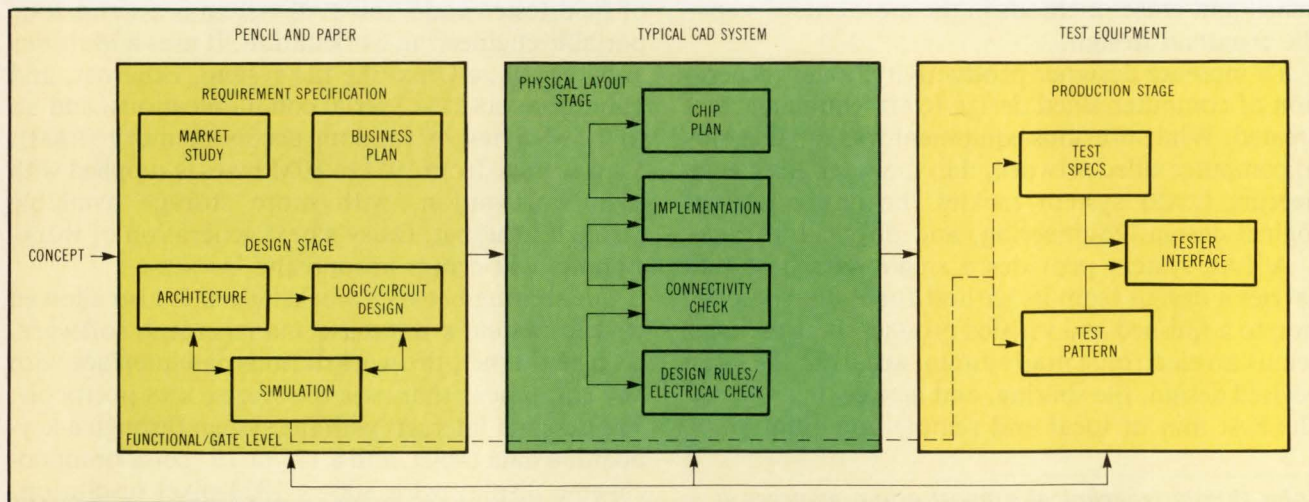 PENCIL AND PAPER
REQUIREMENT SPECIFICATION
MARKET
STUDY
BUSINESS
PLAN
CONCEPT
DESIGN STAGE
ARCHITECTURE
LOGIC/CIRCUIT
DESIGN
SIMULATION
FUNCTIONAL/GATE LEVEL
TYPICAL CAD SYSTEM
PHYSICAL LAYOUT
STAGE
CHIP
PLAN
IMPLEMENTATION
CONNECTIVITY
CHECK
DESIGN RULES/
ELECTRICAL CHECK
TEST EQUIPMENT
PRODUCTION STAGE
TEST
SPECS
TESTER
INTERFACE
TEST
PATTERN